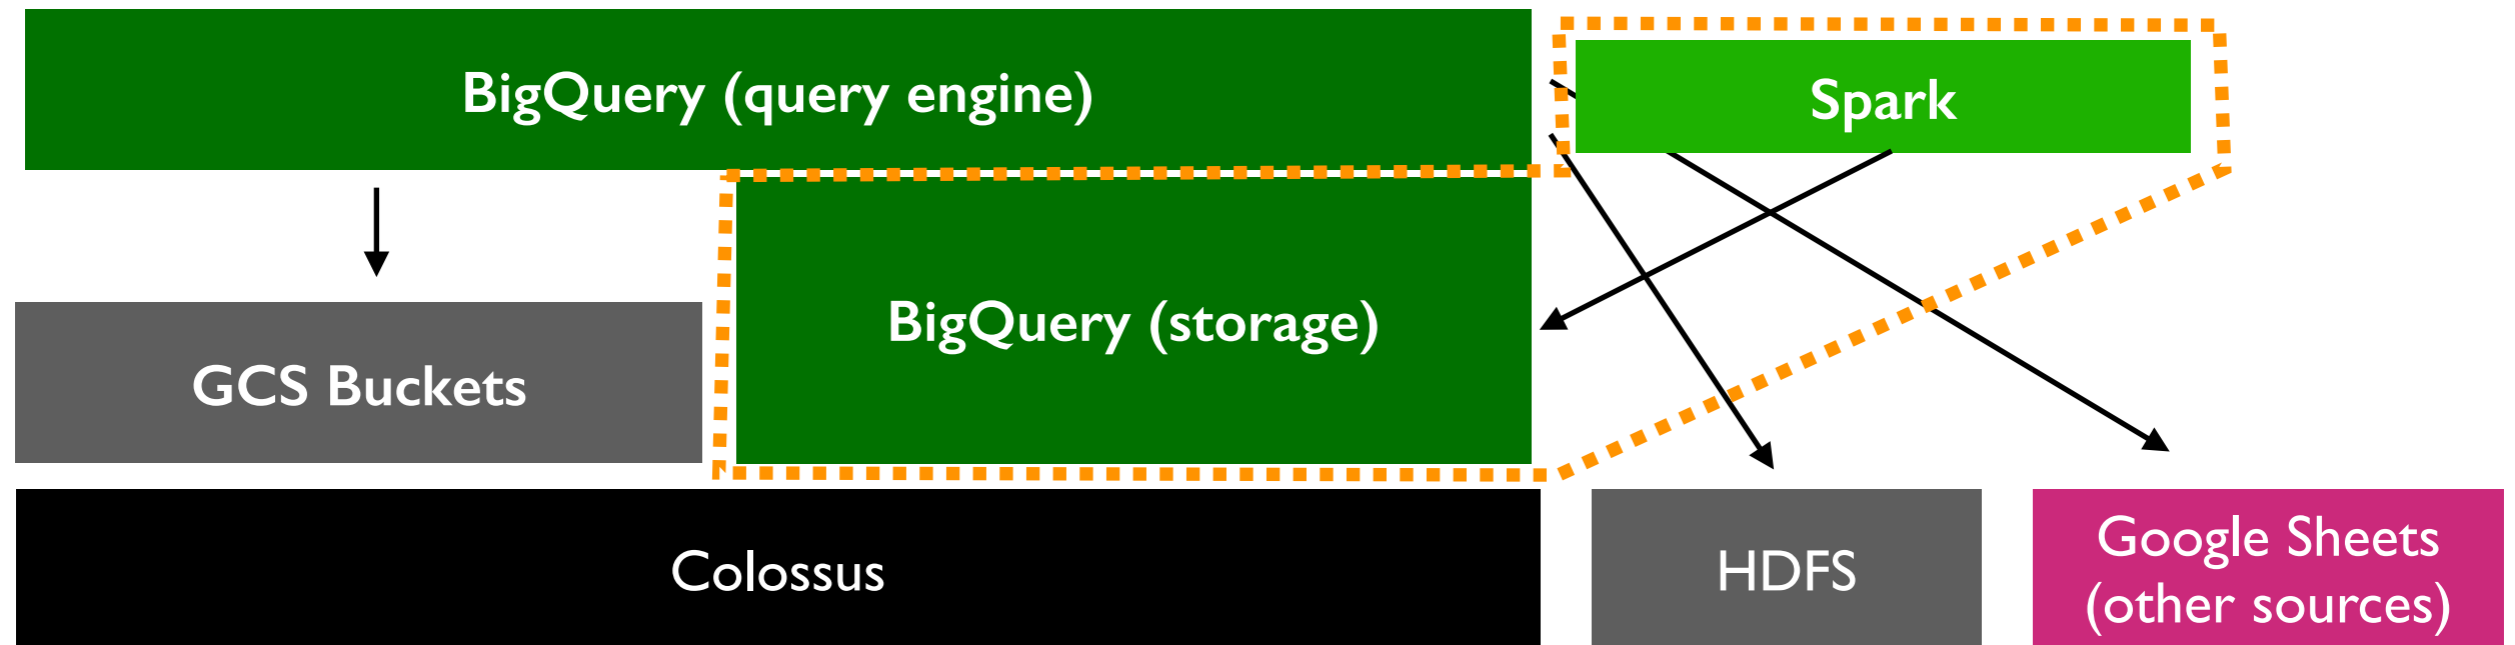 BigQuery (query engine)
Spark
BigQuery (storage)
GCS Buckets
Colossus
HDFS
Google Sheets
(other sources)